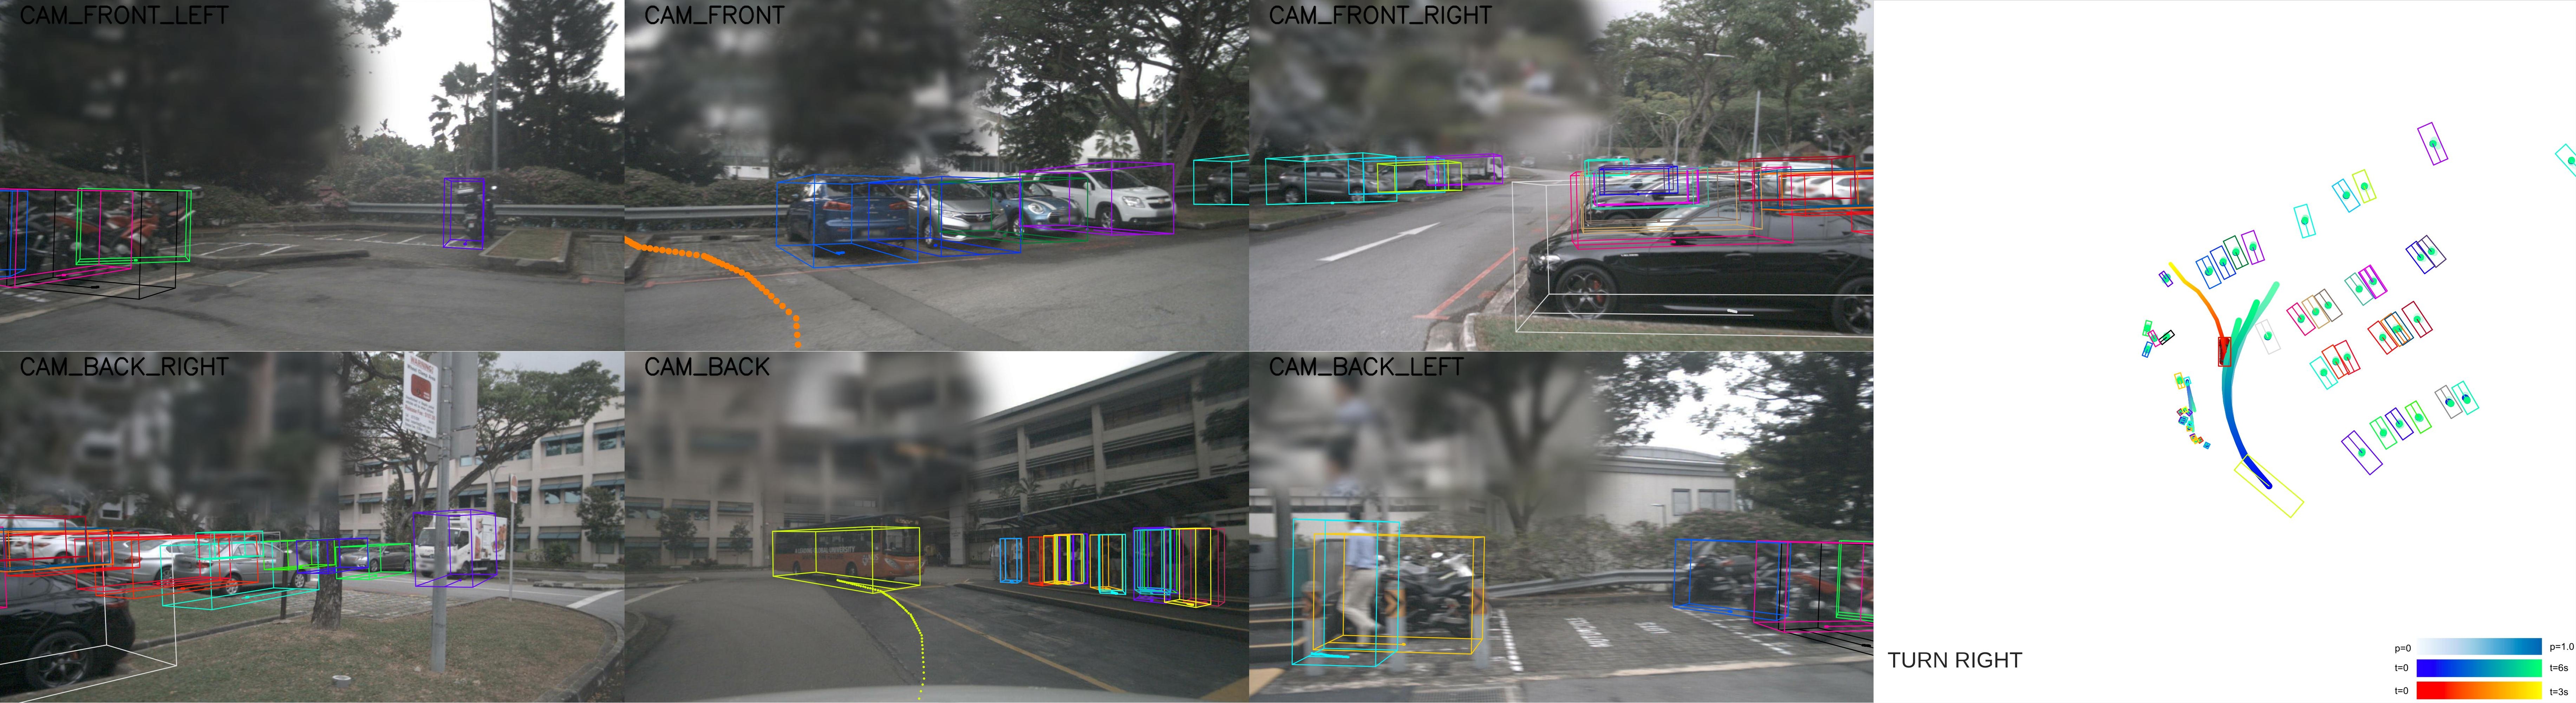 CAM_FRONT_LEFT
CAM_FRONT
CAM_FRONT_RIGHT
CAM_BACK_RIGHT
CAM_BACK
CAM_BACK_LEFT
TURN RIGHT
p=0
p=1.0
t=0
t=6s
t=0
t=3s